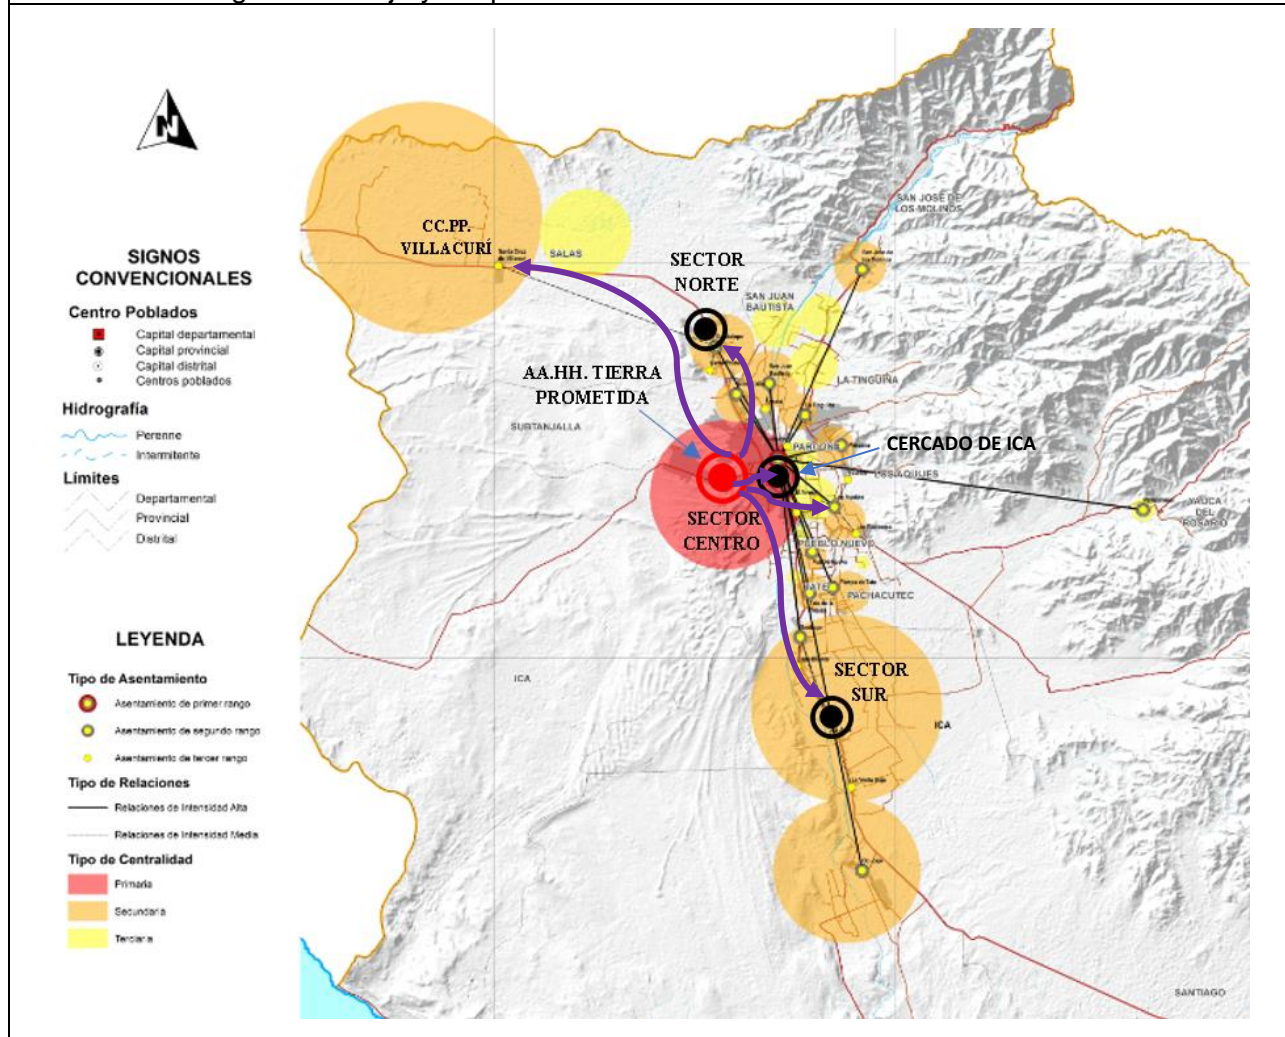 N
SIGNOS
CONVENCIONALES
Centro Poblados
Capital departamental
Capital provincial
Capital distrital
Centros poblados
Hidrografía
Perenne
Intermitente
Límites
Departamental
Provincial
Distrital
LEYENDA
Tipo de Asentamiento
Asentamiento de primer rango
Asentamiento de segundo rango
Asentamiento de tercer rango
Tipo de Relaciones
Relaciones de Intensidad Alta
Relaciones de Intensidad Media
Tipo de Centralidad
Primaria
Secundaria
Terciaria
CC.PP.
VILLACURÍ
SALAS
SECTOR
NORTE
SAN JOSÉ DE
LOS MOLINOS
SAN JUAN
BAUTISTA
AA.HH. TIERRA
PROMETIDA
LA TINGUIÑA
SUBTANJALLA
PARCONA
CERCADO DE ICA
LOS AQUIJES
YAUCA
DEL
ROSARIO
SECTOR
CENTRO
PUEBLO NUEVO
TATE
PACHACUTEC
ICA
SECTOR
SUR
ICA
SANTIAGO